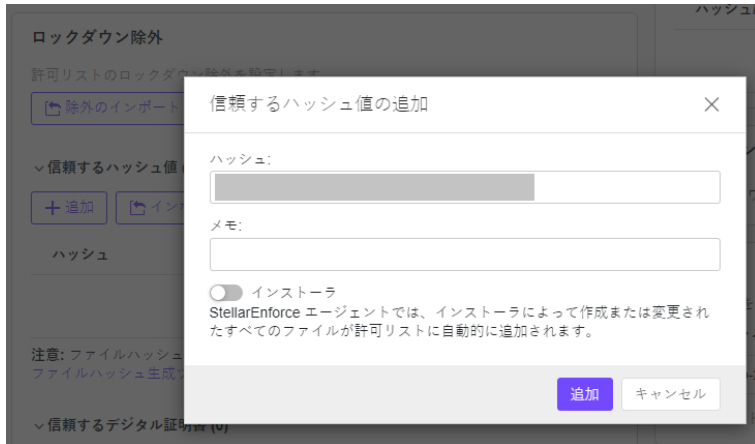 ハッシュ
ロックダウン除外
許可リストのロックダウン除外を設定します
除外のインポート
信頼するハッシュ値の追加
信頼するハッシュ値
ハッシュ:
追加
メモ:
ハッシュ
インストーラ
StellarEnforce エージェントでは、インストーラによって作成または変更され
たすべてのファイルが許可リストに自動的に追加されます。
注意: ファイルハッシュ
ファイルハッシュ生成
追加
キャンセル
信頼するデジタル証明書 (0)